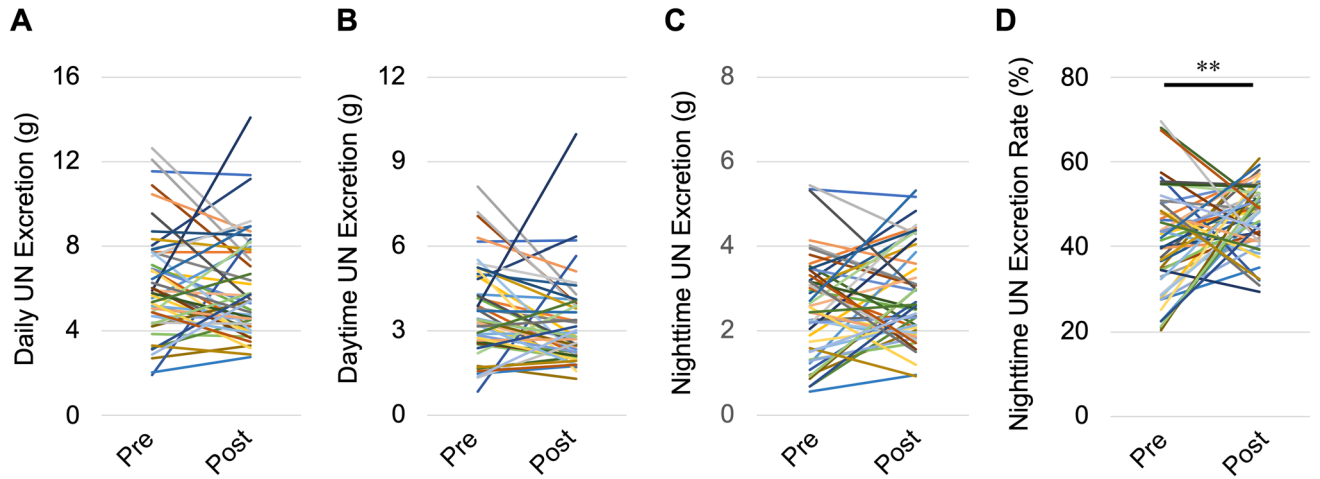 A
Daily UN Excretion (g)
16
12
8
4
0
Pre
Post
B
Daytime UN Excretion (g)
12
9
6
3
0
Pre
Post
C
Nighttime UN Excretion (g)
8
6
4
2
0
Pre
Post
D
Nighttime UN Excretion Rate (%)
80
60
40
20
0
**
Pre
Post